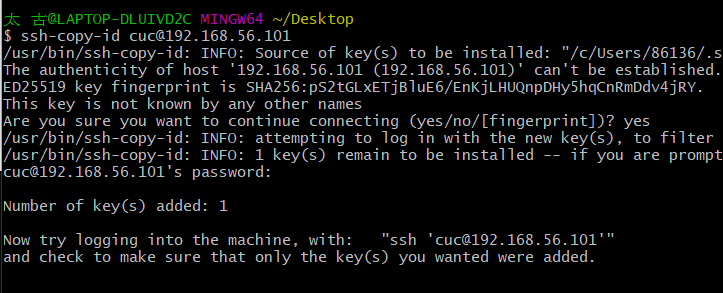 太 古@LAPTOP-DLUIVD2C MINGW64 ~/Desktop
$ ssh-copy-id cuc@192.168.56.101
/usr/bin/ssh-copy-id: INFO: Source of key(s) to be installed: "/c/Users/86136/.s
The authenticity of host '192.168.56.101 (192.168.56.101)' can't be established.
ED25519 key fingerprint is SHA256:pS2tGLxETjBluE6/EnKjLHUQnpDHy5hqCnRmDdv4jRY.
This key is not known by any other names
Are you sure you want to continue connecting (yes/no/[fingerprint])? yes
/usr/bin/ssh-copy-id: INFO: attempting to log in with the new key(s), to filter
/usr/bin/ssh-copy-id: INFO: 1 key(s) remain to be installed -- if you are prompt
cuc@192.168.56.101's password:
Number of key(s) added: 1
Now try logging into the machine, with:   "ssh 'cuc@192.168.56.101'"
and check to make sure that only the key(s) you wanted were added.